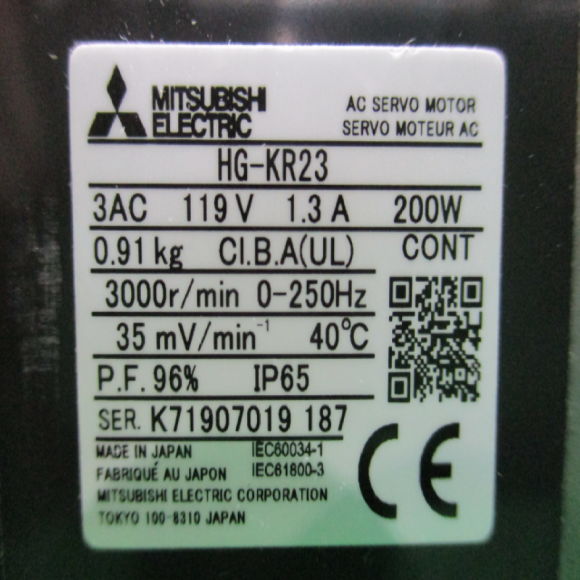 MITSUBISHI
ELECTRIC
AC SERVO MOTOR
SERVO MOTEUR AC
HG-KR23
3AC 119 V 1.3 A 200W
0.91 kg Cl.B.A(UL) CONT
3000r/min 0-250Hz
35 mV/min⁻¹ 40℃
P.F. 96% IP65
SER. K71907019 187
MADE IN JAPAN IEC60034-1
FABRIQUÉ AU JAPON IEC61800-3
MITSUBISHI ELECTRIC CORPORATION
TOKYO 100-8310 JAPAN
CE